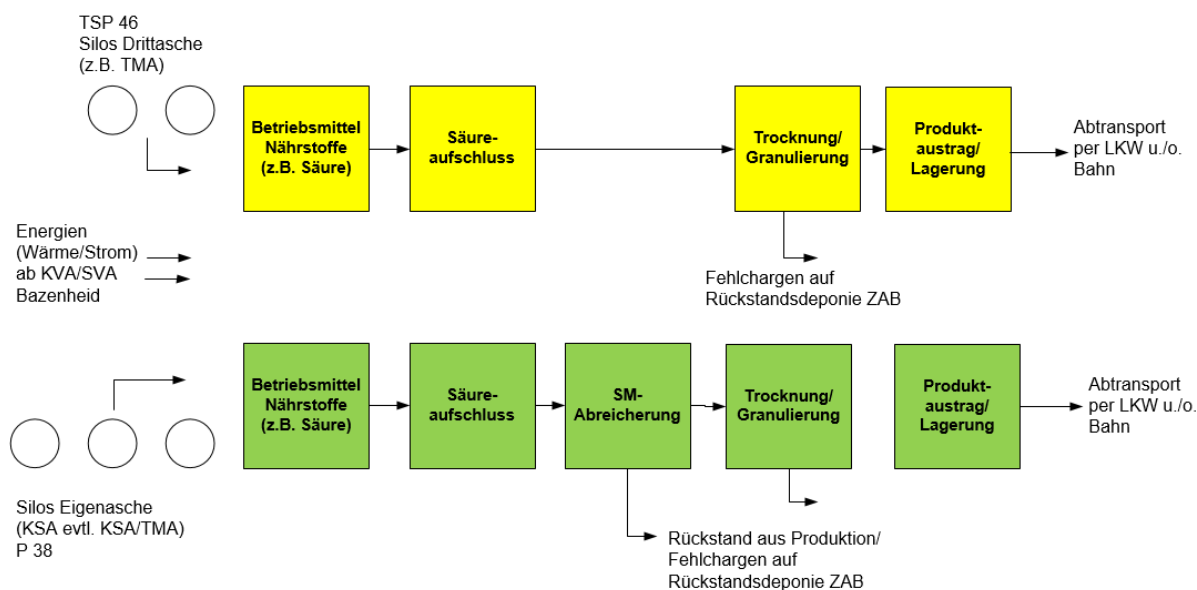 TSP 46
Silos Drittasche
(z.B. TMA)
Betriebsmittel
Nährstoffe
(z.B. Säure)
Säure-
aufschluss
Trocknung/
Granulierung
Produkt-
austrag/
Lagerung
Abtransport
per LKW u./o.
Bahn
Energien
(Wärme/Strom)
ab KVA/SVA
Bazenheid
Fehlchargen auf
Rückstandsdeponie ZAB
Betriebsmittel
Nährstoffe
(z.B. Säure)
Säure-
aufschluss
SM-
Abreicherung
Trocknung/
Granulierung
Produkt-
austrag/
Lagerung
Abtransport
per LKW u./o.
Bahn
Silos Eigenasche
(KSA evtl. KSA/TMA)
P 38
Rückstand aus Produktion/
Fehlchargen auf
Rückstandsdeponie ZAB